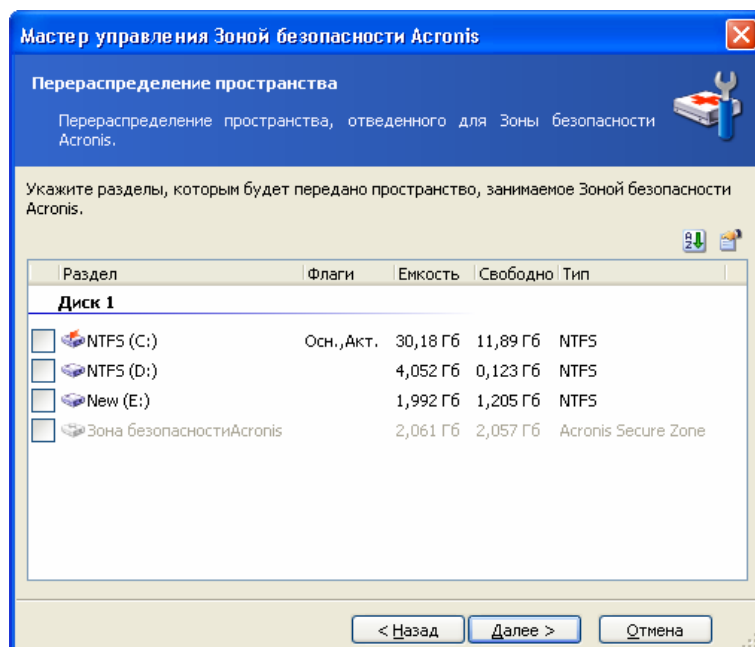 Мастер управления Зоной безопасности Acronis
Перераспределение пространства
Перераспределение пространства, отведенного для Зоны безопасности
Acronis.
Укажите разделы, которым будет передано пространство, занимаемое Зоной безопасности
Acronis.
Раздел Флаги Емкость Свободно Тип
Диск 1
NTFS (C:) Осн.,Акт. 30,18 Гб 11,89 Гб NTFS
NTFS (D:) 4,052 Гб 0,123 Гб NTFS
New (E:) 1,992 Гб 1,205 Гб NTFS
Зона безопасностиAcronis 2,061 Гб 2,057 Гб Acronis Secure Zone
< Назад Далее > Отмена